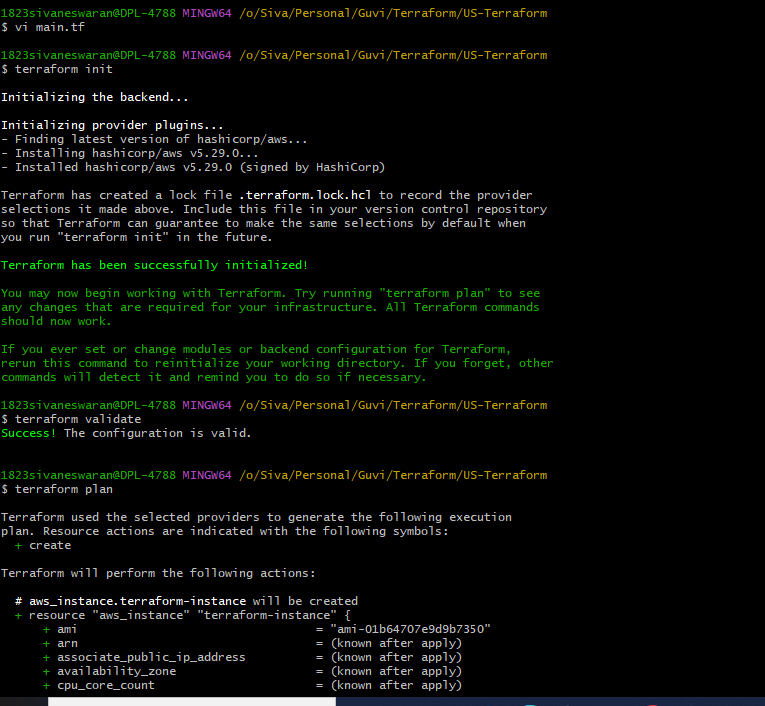 1823sivaneswaran@DPL-4788 MINGW64 /o/Siva/Personal/Guvi/Terraform/US-Terraform
$ vi main.tf
1823sivaneswaran@DPL-4788 MINGW64 /o/Siva/Personal/Guvi/Terraform/US-Terraform
$ terraform init
Initializing the backend...
Initializing provider plugins...
- Finding latest version of hashicorp/aws...
- Installing hashicorp/aws v5.29.0...
- Installed hashicorp/aws v5.29.0 (signed by HashiCorp)
Terraform has created a lock file .terraform.lock.hcl to record the provider
selections it made above. Include this file in your version control repository
so that Terraform can guarantee to make the same selections by default when
you run "terraform init" in the future.
Terraform has been successfully initialized!
You may now begin working with Terraform. Try running "terraform plan" to see
any changes that are required for your infrastructure. All Terraform commands
should now work.
If you ever set or change modules or backend configuration for Terraform,
rerun this command to reinitialize your working directory. If you forget, other
commands will detect it and remind you to do so if necessary.
1823sivaneswaran@DPL-4788 MINGW64 /o/Siva/Personal/Guvi/Terraform/US-Terraform
$ terraform validate
Success! The configuration is valid.
1823sivaneswaran@DPL-4788 MINGW64 /o/Siva/Personal/Guvi/Terraform/US-Terraform
$ terraform plan
Terraform used the selected providers to generate the following execution
plan. Resource actions are indicated with the following symbols:
+ create
Terraform will perform the following actions:
# aws_instance.terraform-instance will be created
+ resource "aws_instance" "terraform-instance" {
+ ami = "ami-01b64707e9d9b7350"
+ arn = (known after apply)
+ associate_public_ip_address = (known after apply)
+ availability_zone = (known after apply)
+ cpu_core_count = (known after apply)